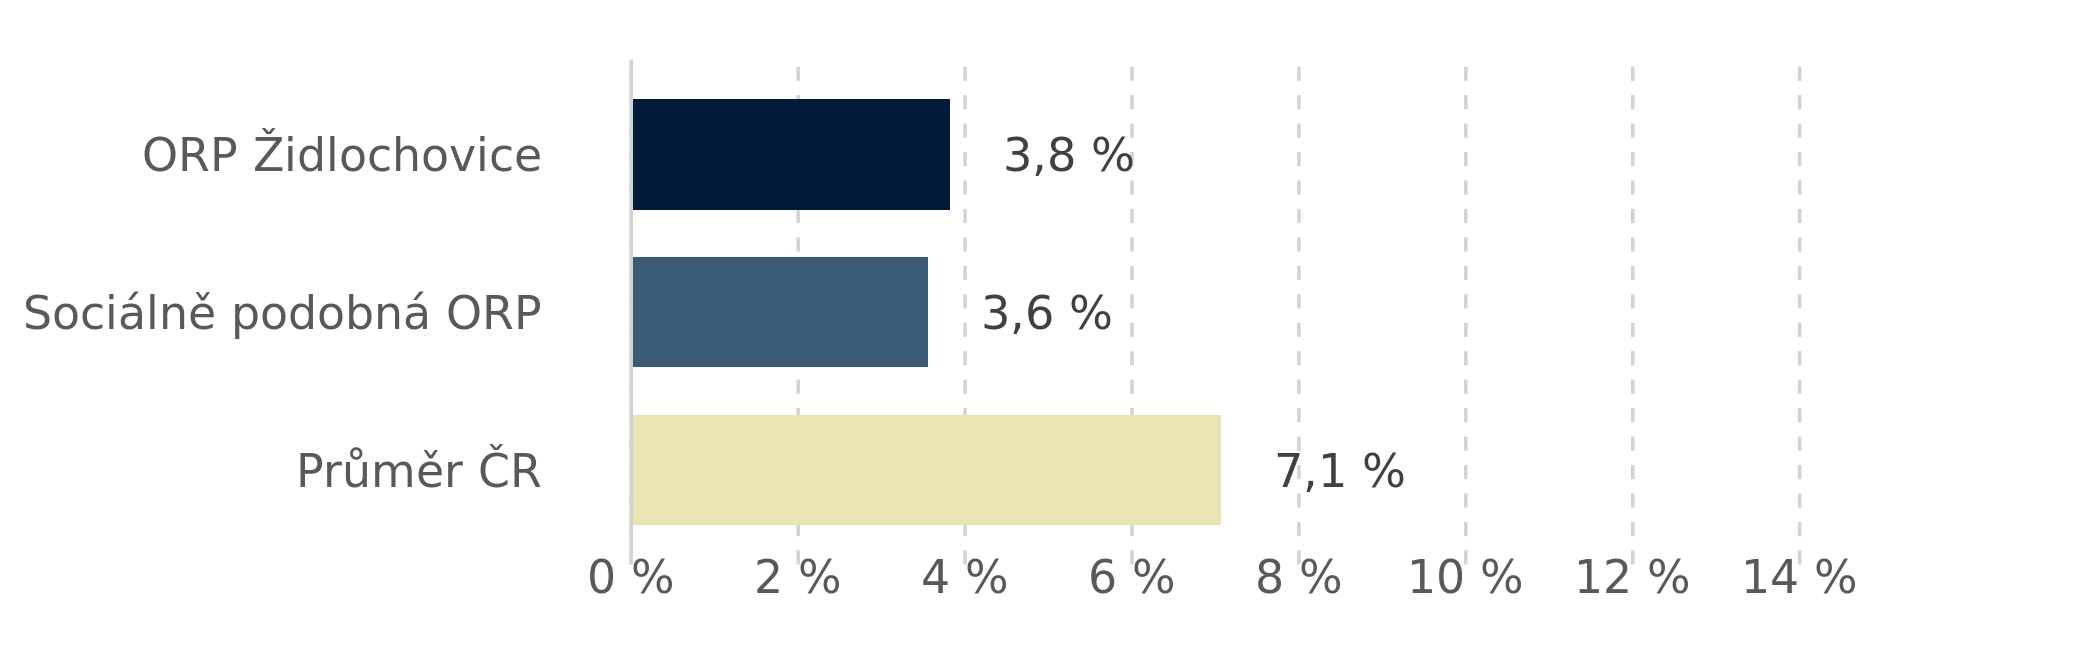 ORP Židlochovice 3,8 %
Sociálně podobná ORP 3,6 %
Průměr ČR 7,1 %
0 % 2 % 4 % 6 % 8 % 10 % 12 % 14 %